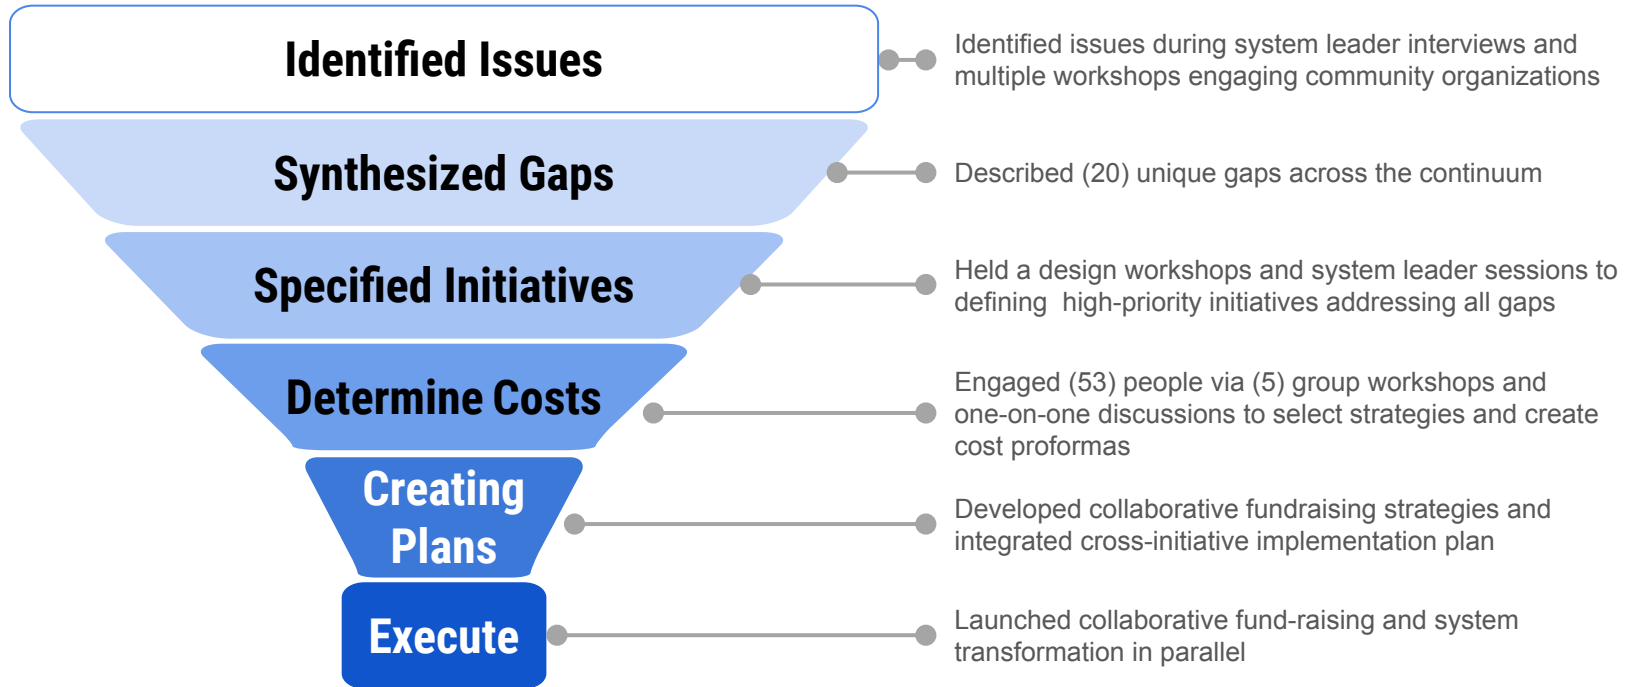 Identified Issues
Identified issues during system leader interviews and
multiple workshops engaging community organizations
Synthesized Gaps
Described (20) unique gaps across the continuum
Specified Initiatives
Held a design workshops and system leader sessions to
defining  high-priority initiatives addressing all gaps
Determine Costs
Engaged (53) people via (5) group workshops and
one-on-one discussions to select strategies and create
cost proformas
Creating
Plans
Developed collaborative fundraising strategies and
integrated cross-initiative implementation plan
Execute
Launched collaborative fund-raising and system
transformation in parallel